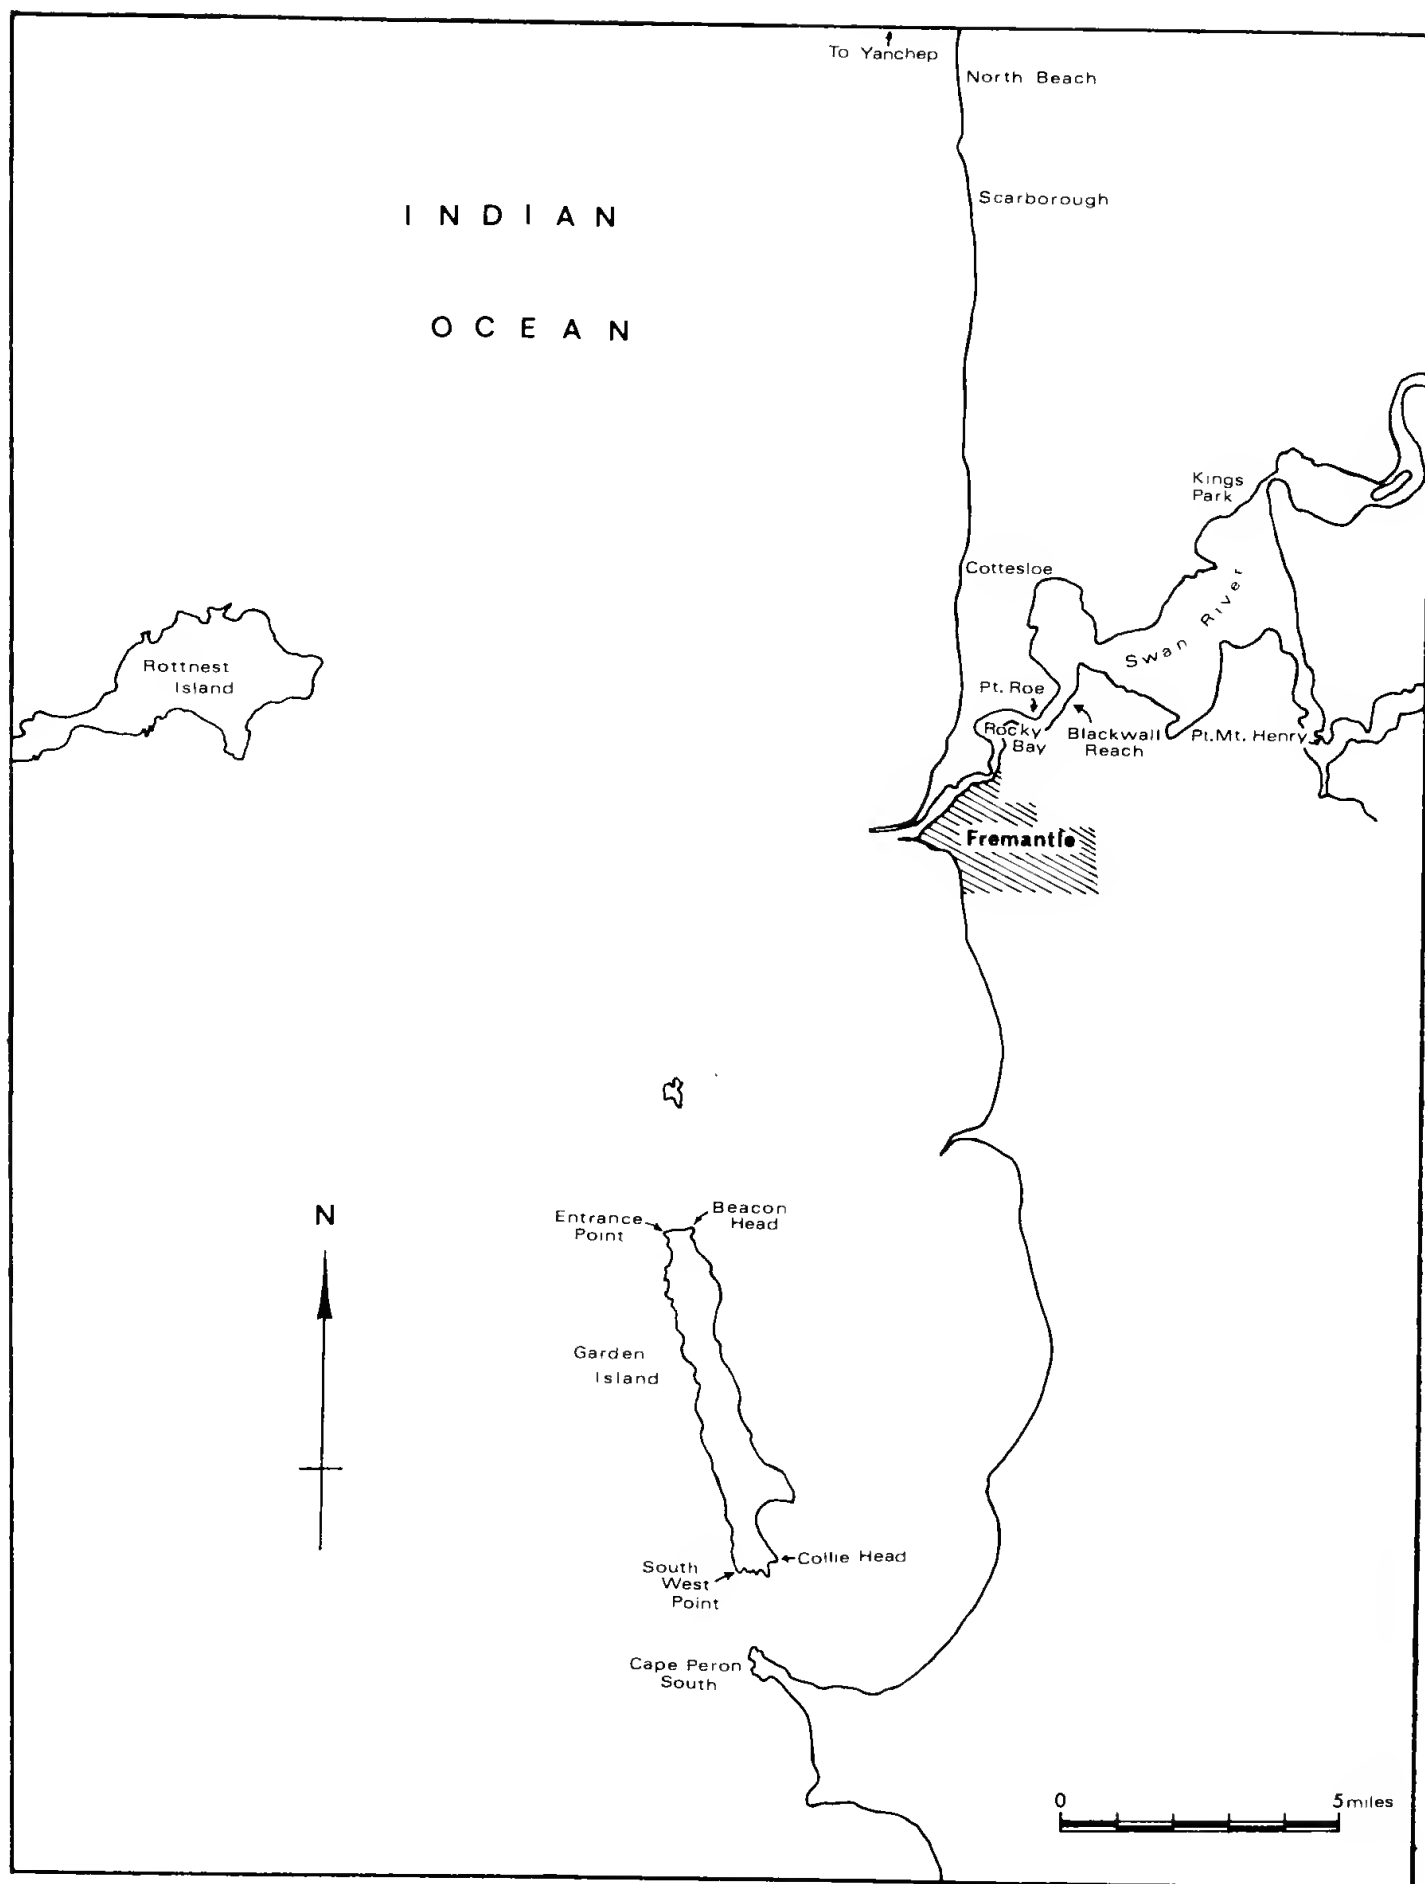 To Yanchep
North Beach
Scarborough
INDIAN
OCEAN
Kings
Park
Cottesloe
Swan River
Rottnest
Island
Pt. Roe
Rocky
Bay
Blackwall
Reach
Pt. Mt. Henry
Fremantle
N
Entrance
Point
Beacon
Head
Garden
Island
Collie Head
South
West
Point
Cape Peron
South
0 5 miles